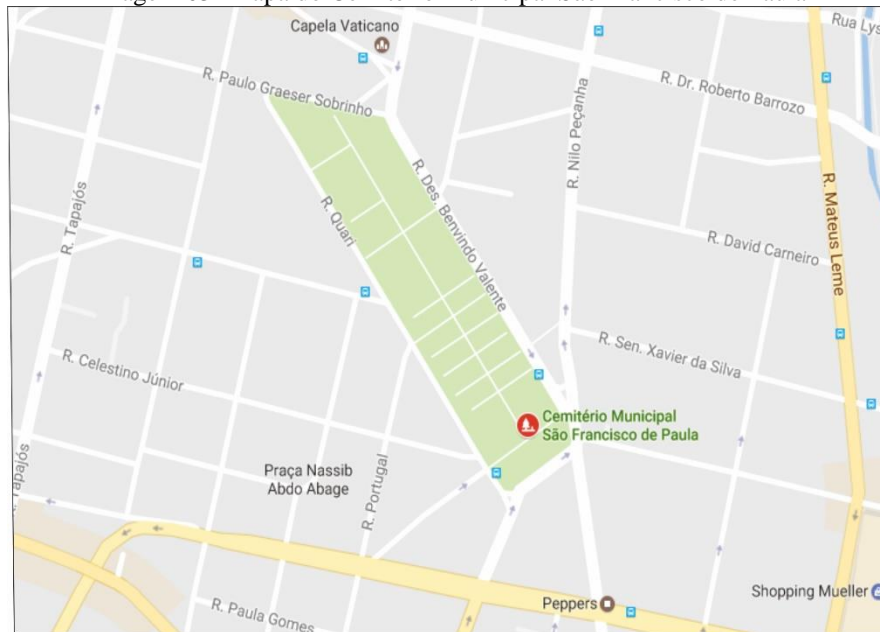 Capela Vaticano
Rua Lys
R. Paulo Graeser Sobrinho
R. Dr. Roberto Barrozo
R. Nilo Peçanha
R. Des. Benvindo Valente
R. Tapajós
R. Quari
R. Mateus Leme
R. David Carneiro
R. Celestino Júnior
R. Sen. Xavier da Silva
Cemitério Municipal
São Francisco de Paula
Praça Nassib
Abdo Abage
R. Portugal
Tapajós
Shopping Mueller
Peppers
R. Paula Gomes